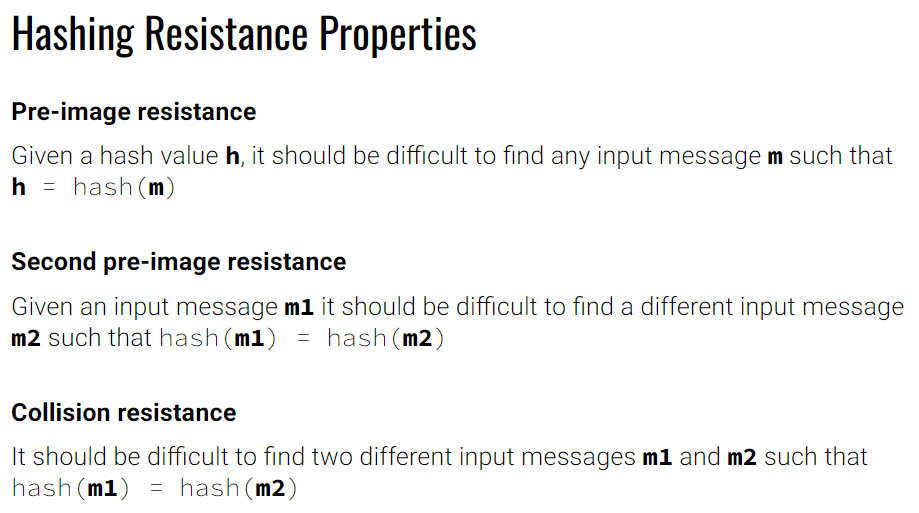 Hashing Resistance Properties
Pre-image resistance
Given a hash value h, it should be difficult to find any input message m such that
h = hash(m)
Second pre-image resistance
Given an input message m1 it should be difficult to find a different input message
m2 such that hash(m1) = hash(m2)
Collision resistance
It should be difficult to find two different input messages m1 and m2 such that
hash(m1) = hash(m2)